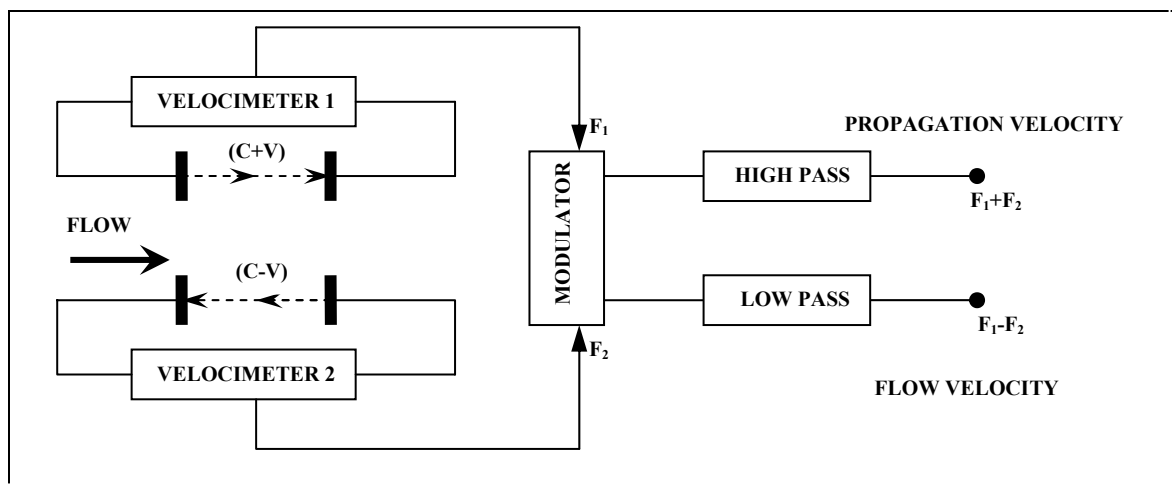 VELOCIMETER 1
(C+V)
FLOW
(C-V)
VELOCIMETER 2
F₁
MODULATOR
F₂
PROPAGATION VELOCITY
HIGH PASS
F₁+F₂
LOW PASS
F₁-F₂
FLOW VELOCITY